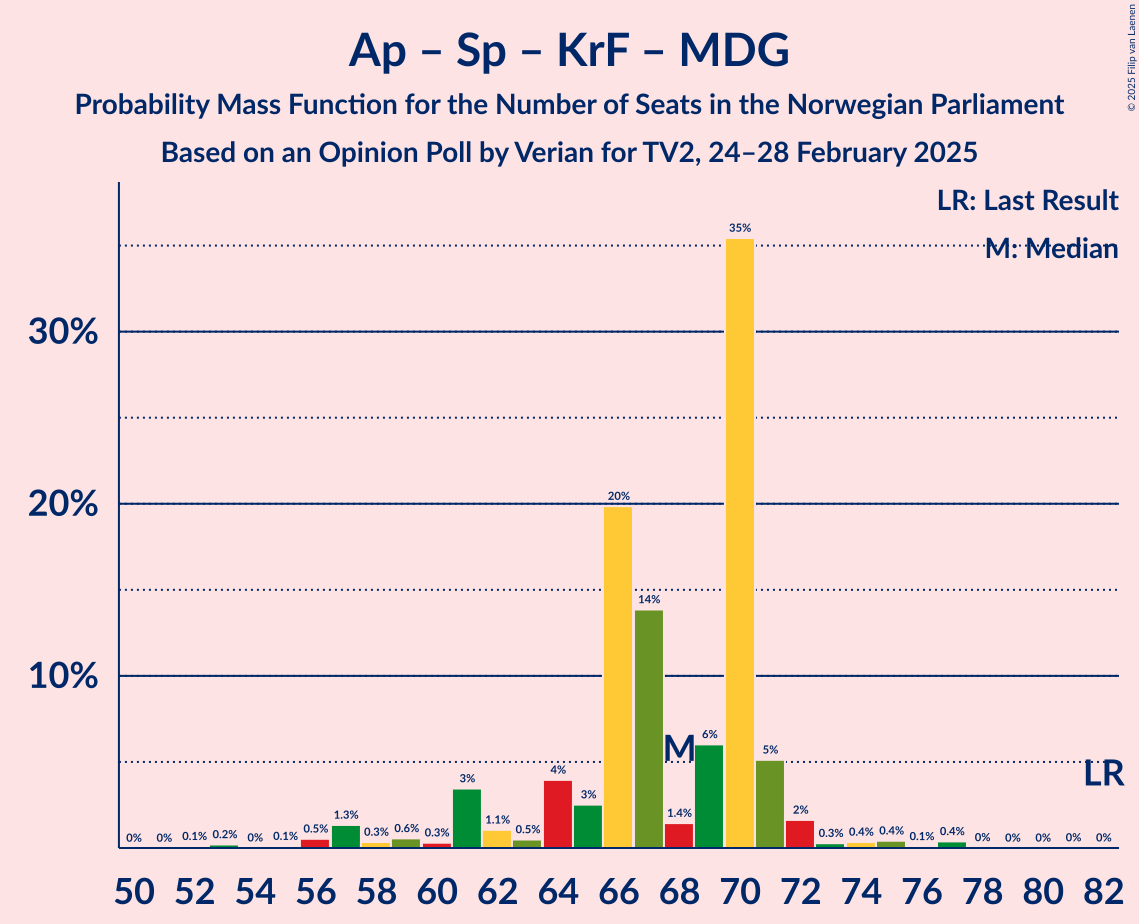 Ap – Sp – KrF – MDG
Probability Mass Function for the Number of Seats in the Norwegian Parliament
Based on an Opinion Poll by Verian for TV2, 24–28 February 2025
© 2025 Filip van Laenen
LR: Last Result
M: Median
35%
30%
20%
20%
14%
10%
M
6%
5%
LR
4%
3%
3%
2%
1.4%
1.3%
1.1%
0% 0% 0.1% 0.2% 0% 0.1% 0.5% 0.3% 0.6% 0.3% 0.5% 0.3% 0.4% 0.4% 0.1% 0.4% 0% 0% 0% 0% 0%
50 52 54 56 58 60 62 64 66 68 70 72 74 76 78 80 82